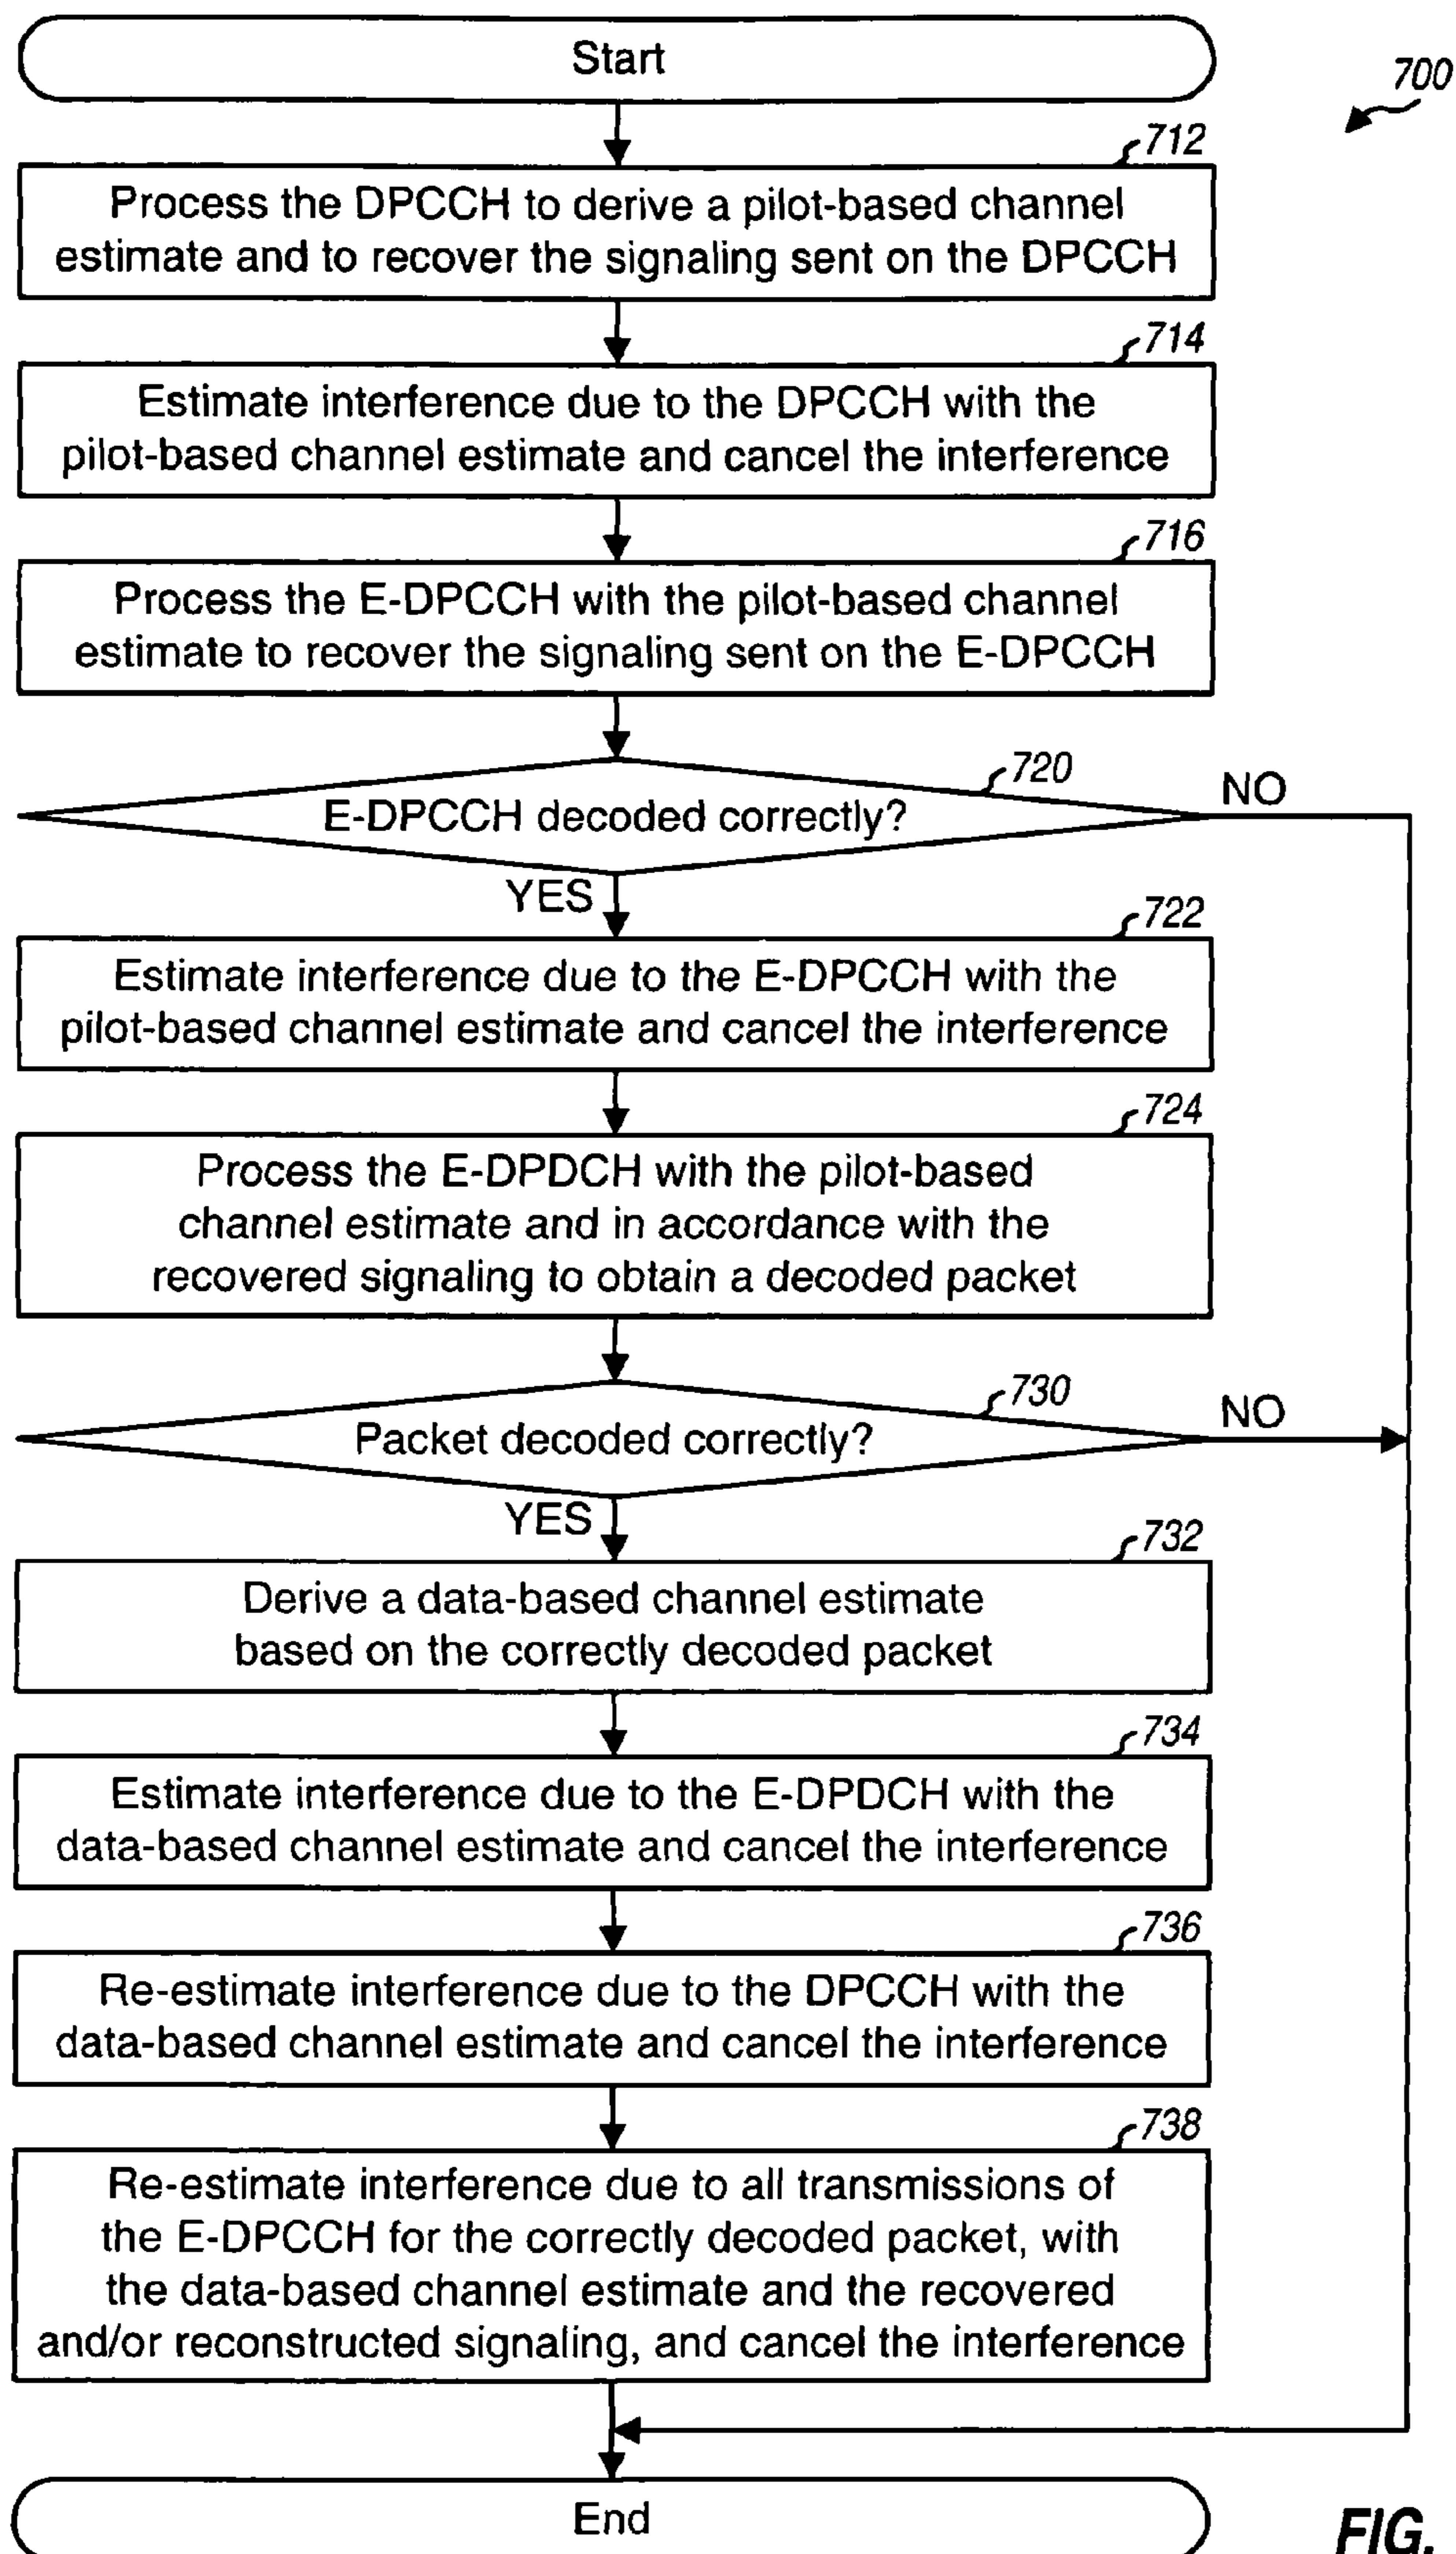 Start
700
712
Process the DPCCH to derive a pilot-based channel
estimate and to recover the signaling sent on the DPCCH
714
Estimate interference due to the DPCCH with the
pilot-based channel estimate and cancel the interference
716
Process the E-DPCCH with the pilot-based channel
estimate to recover the signaling sent on the E-DPCCH
720
E-DPCCH decoded correctly?
NO
YES
722
Estimate interference due to the E-DPCCH with the
pilot-based channel estimate and cancel the interference
724
Process the E-DPDCH with the pilot-based
channel estimate and in accordance with the
recovered signaling to obtain a decoded packet
730
Packet decoded correctly?
NO
YES
732
Derive a data-based channel estimate
based on the correctly decoded packet
734
Estimate interference due to the E-DPDCH with the
data-based channel estimate and cancel the interference
736
Re-estimate interference due to the DPCCH with the
data-based channel estimate and cancel the interference
738
Re-estimate interference due to all transmissions of
the E-DPCCH for the correctly decoded packet, with
the data-based channel estimate and the recovered
and/or reconstructed signaling, and cancel the interference
End
FIG.